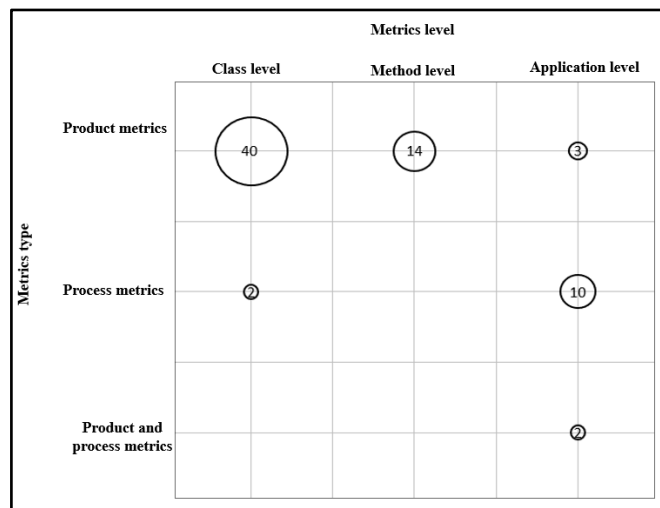 Metrics level
Class level Method level Application level
Metrics type
Product metrics
40 14 3
Process metrics
2 10
Product and
process metrics
2